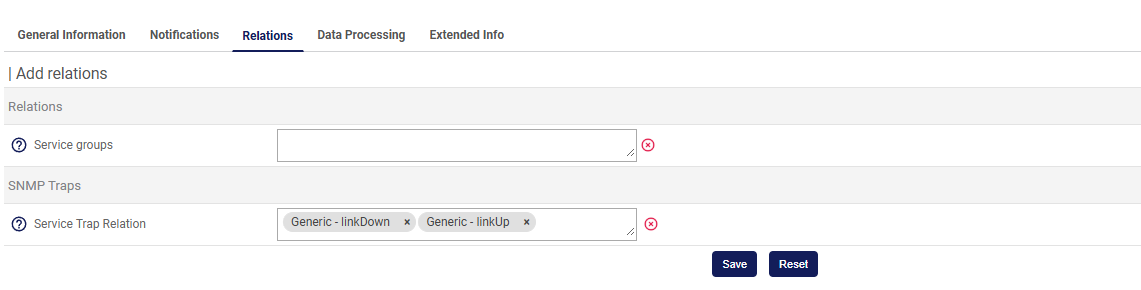 General Information Notifications Relations Data Processing Extended Info
| Add relations
Relations
Service groups
SNMP Traps
Service Trap Relation Generic - linkDown × Generic - linkUp ×
Save Reset